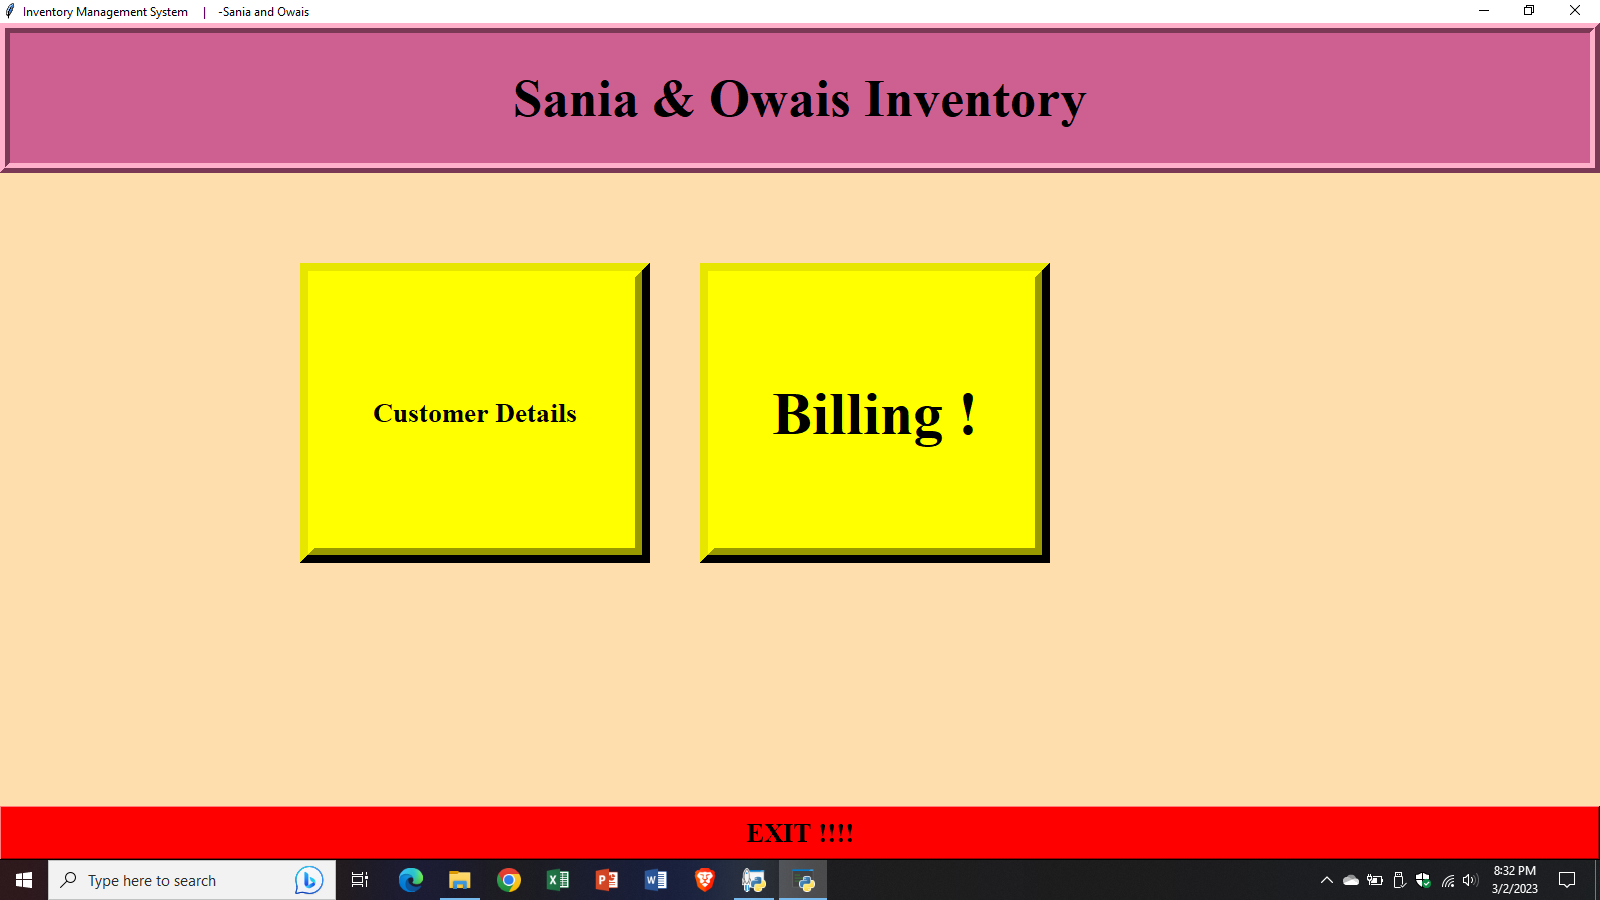 Inventory Management System | -Sania and Owais
Sania & Owais Inventory
Customer Details
Billing !
EXIT !!!!
Type here to search
8:32 PM
3/2/2023